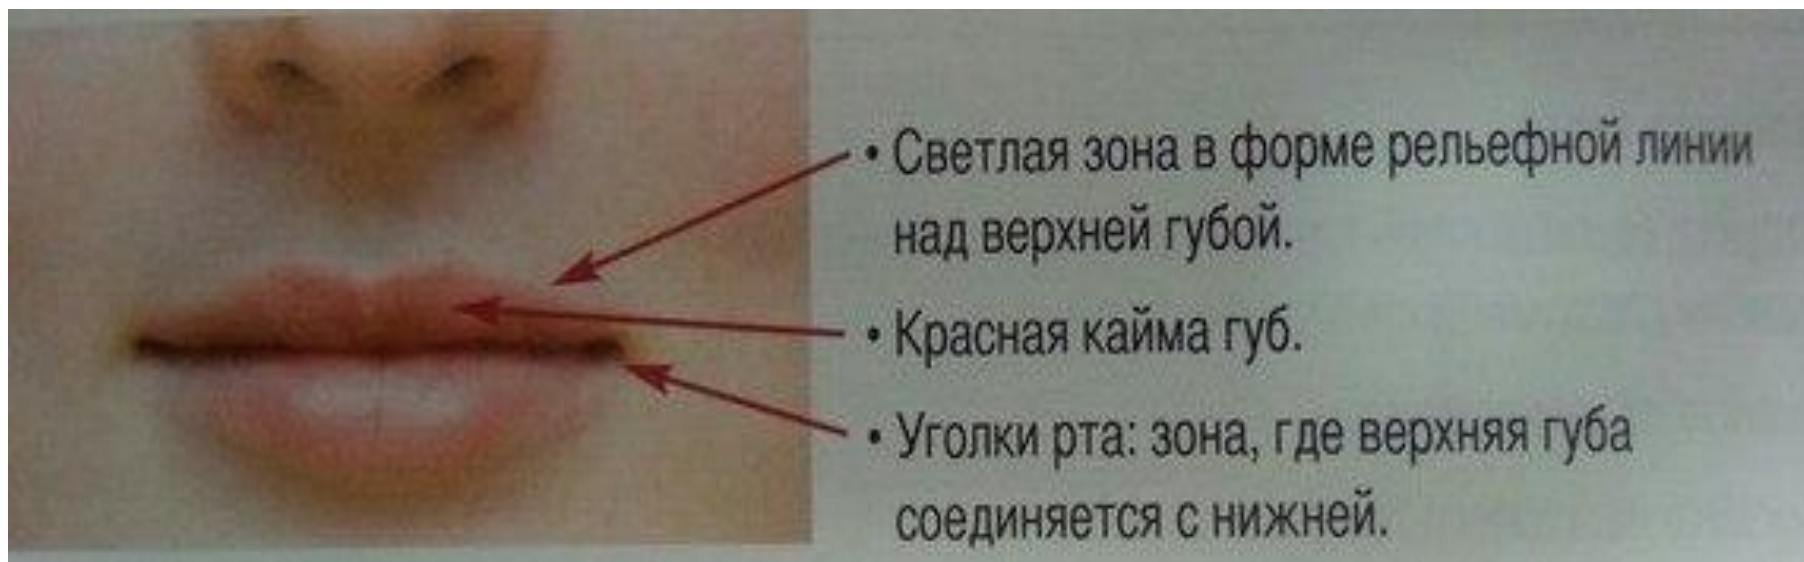 • Светлая зона в форме рельефной линии
над верхней губой.
• Красная кайма губ.
• Уголки рта: зона, где верхняя губа
соединяется с нижней.